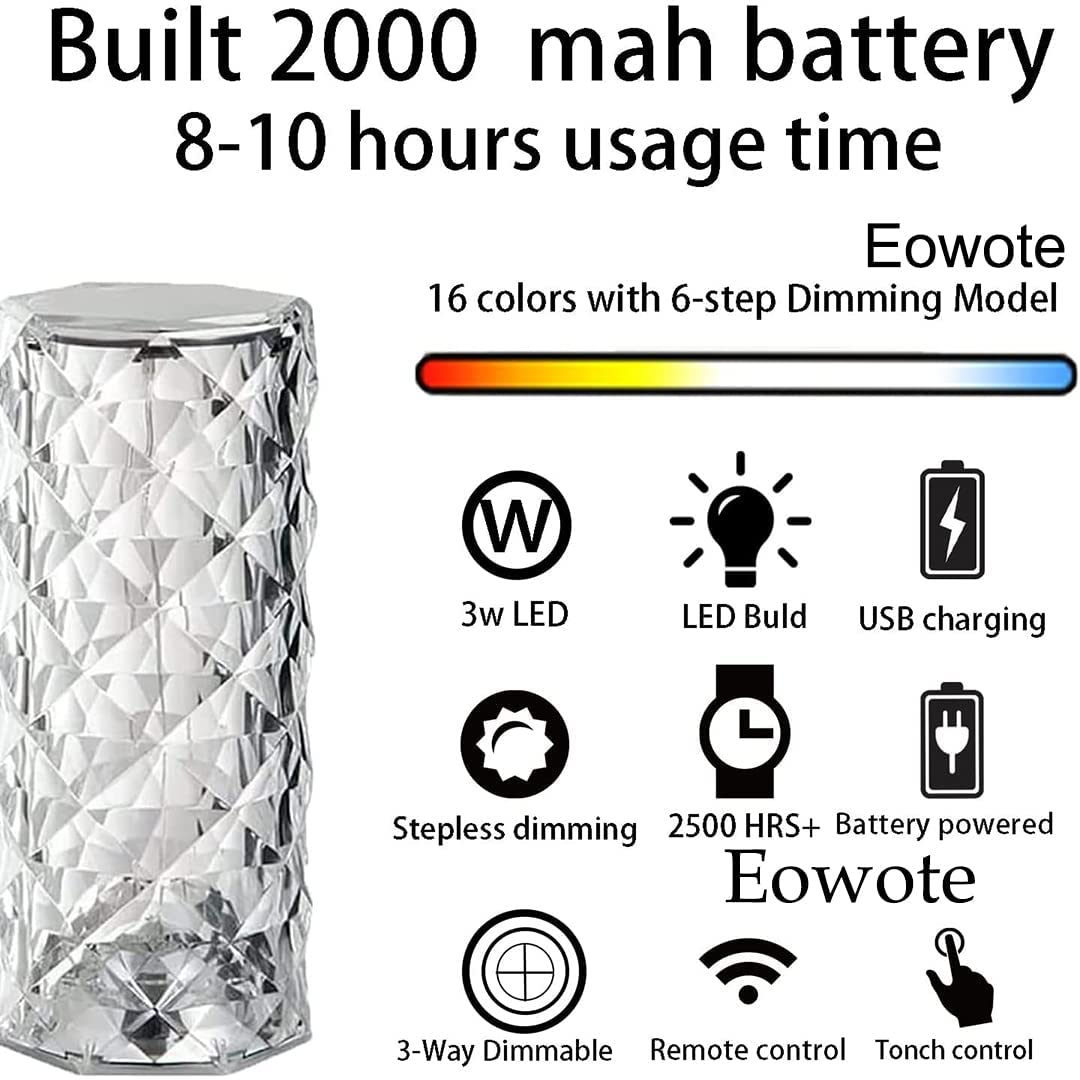 Built 2000 mah battery
8-10 hours usage time
Eowote
16 colors with 6-step Dimming Model
W
3w LED
LED Buld
USB charging
Stepless dimming
2500 HRS+
Battery powered
Eowote
3-Way Dimmable
Remote control
Tonch control